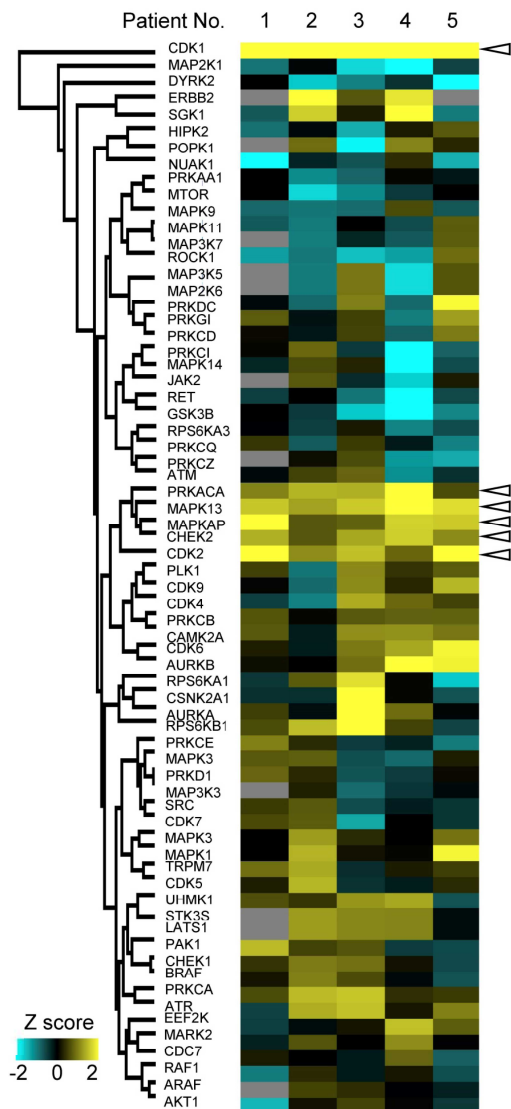 Patient No. 1 2 3 4 5
CDK1
MAP2K1
DYRK2
ERBB2
SGK1
HIPK2
POPK1
NUAK1
PRKAA1
MTOR
MAPK9
MAPK11
MAP3K7
ROCK1
MAP3K5
MAP2K6
PRKDC
PRKGI
PRKCD
PRKCI
MAPK14
JAK2
RET
GSK3B
RPS6KA3
PRKCQ
PRKCZ
ATM
PRKACA
MAPK13
MAPKAP
CHEK2
CDK2
PLK1
CDK9
CDK4
PRKCB
CAMK2A
CDK6
AURKB
RPS6KA1
CSNK2A1
AURKA
RPS6KB1
PRKCE
MAPK3
PRKD1
MAP3K3
SRC
CDK7
MAPK3
MAPK1
TRPM7
CDK5
UHMK1
STK3S
LATS1
PAK1
CHEK1
BRAF
PRKCA
ATR
EEF2K
MARK2
CDC7
RAF1
ARAF
AKT1
Z score
-2 0 2